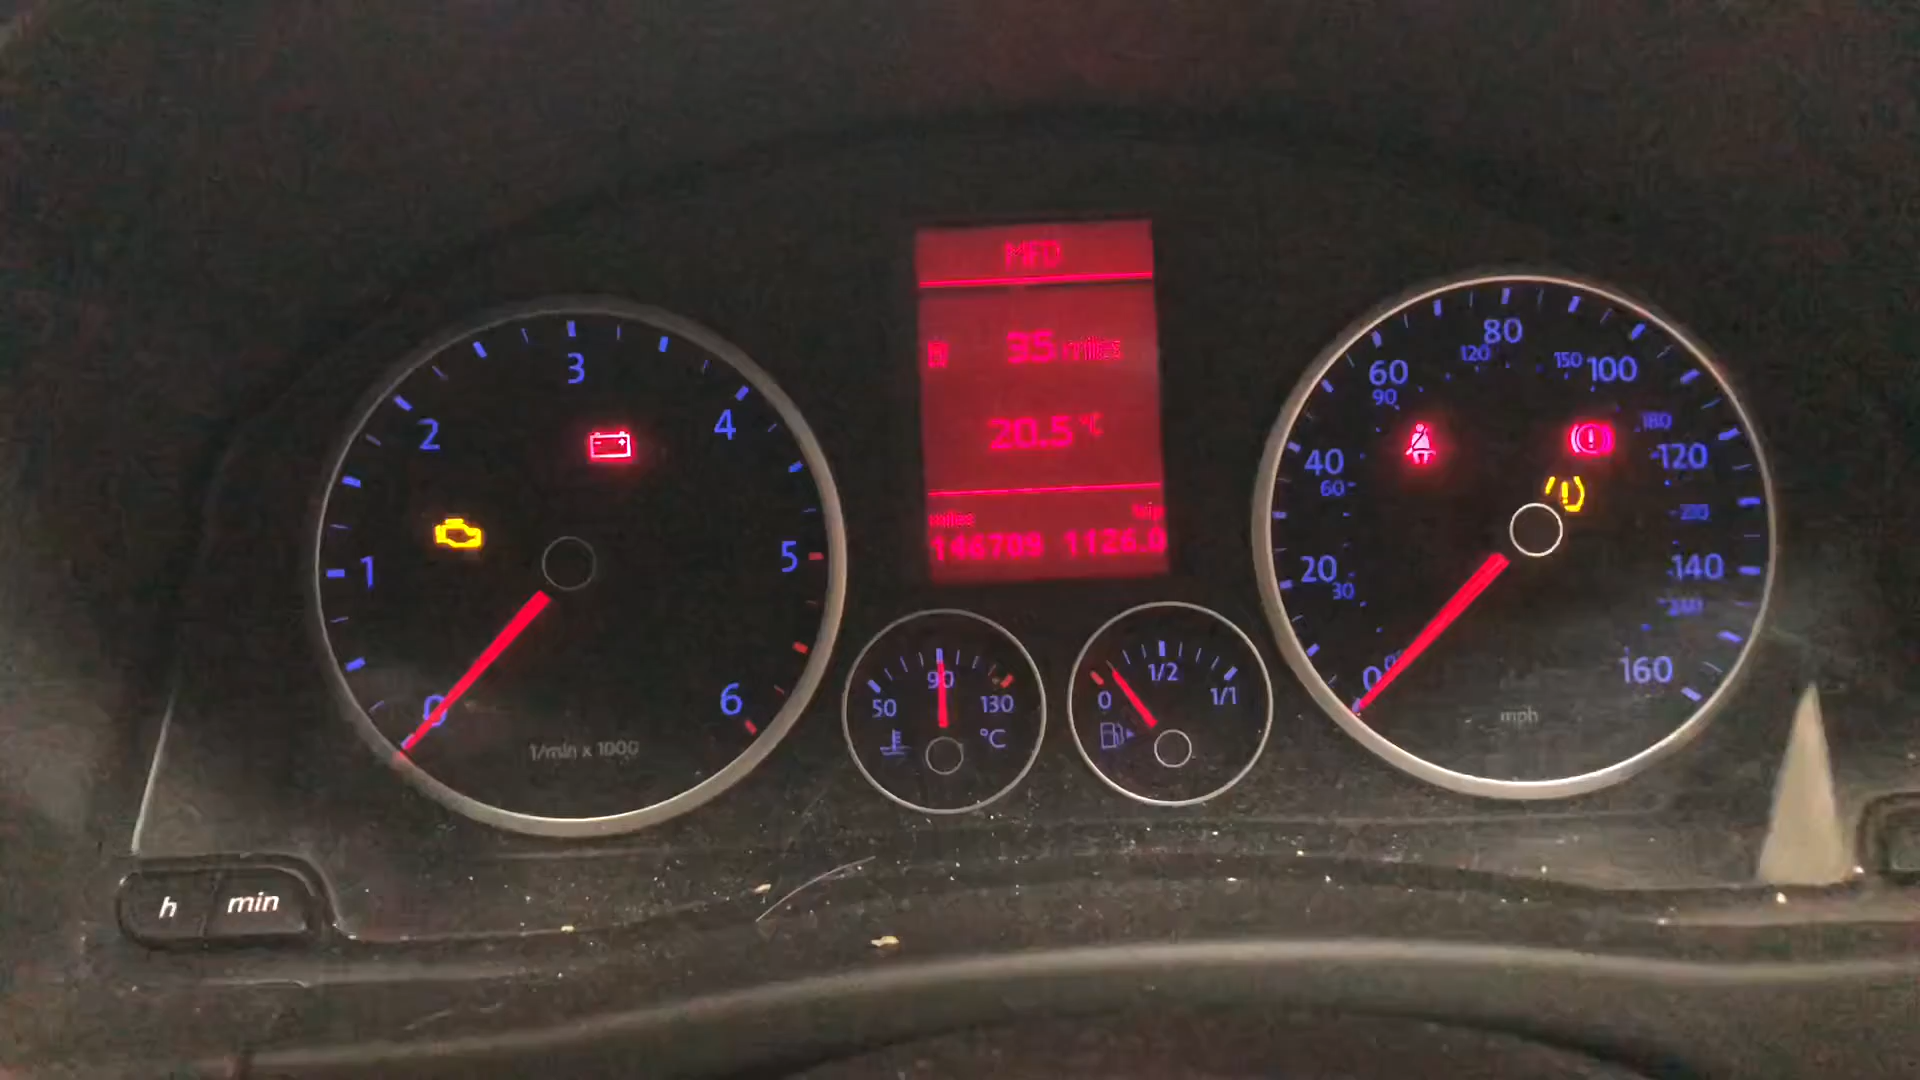 MFD
35 miles
20.5 °C
miles trip
146709 1126.0
0 1 2 3 4 5 6
1/min x 1000
50 90 130
°C
0 1/2 1/1
0 20 40 60 80 100 120 140 160
30 60 90 120 150 180
mph
h min